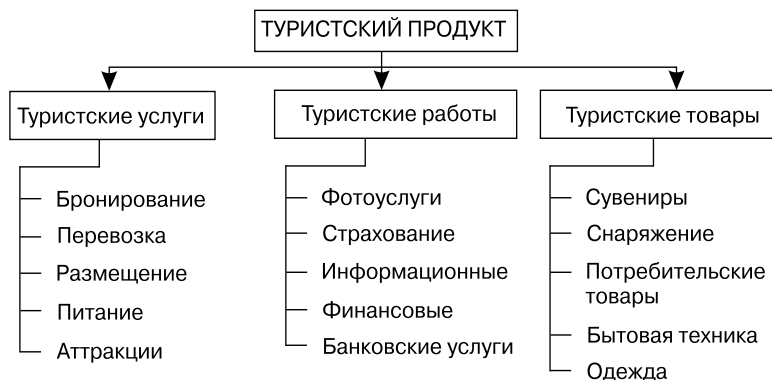 ТУРИСТСКИЙ ПРОДУКТ
Туристские услуги
Бронирование
Перевозка
Размещение
Питание
Аттракции
Туристские работы
Фотоуслуги
Страхование
Информационные
Финансовые
Банковские услуги
Туристские товары
Сувениры
Снаряжение
Потребительские
товары
Бытовая техника
Одежда